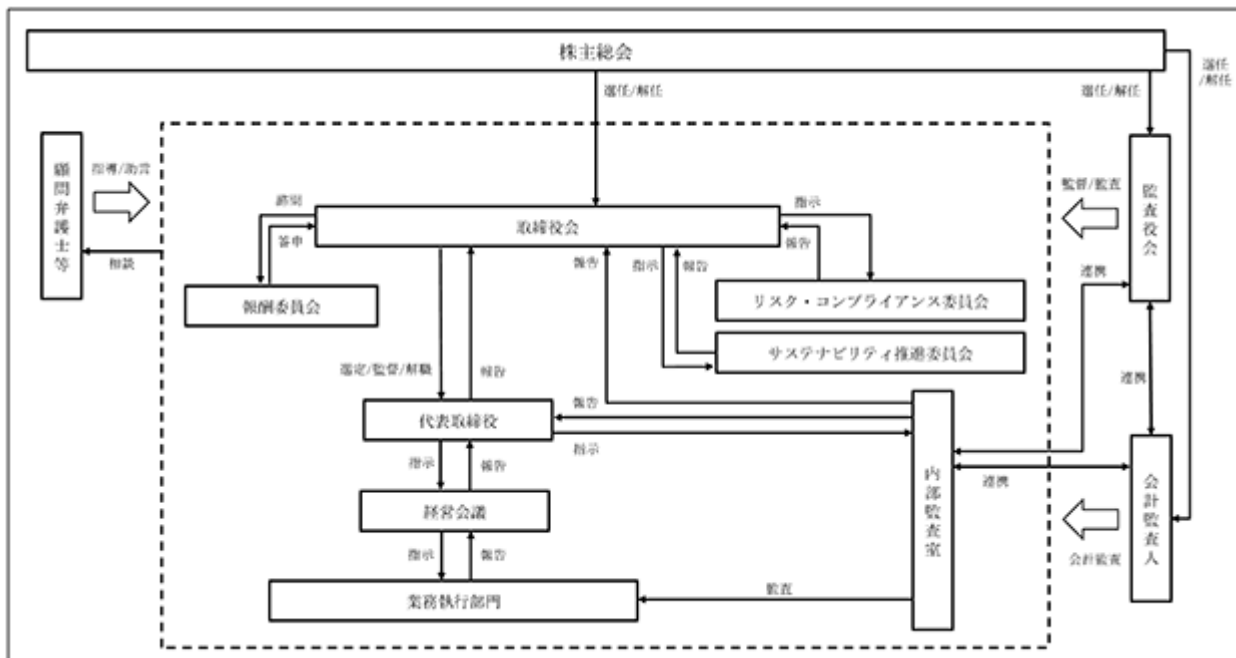 株主総会
選任/解任
選任/解任
選任
/解任
顧問弁護士等
指導/助言
相談
監査役会
監督/監査
諮問
答申
取締役会
指示
報告
報酬委員会
報告
指示
報告
リスク・コンプライアンス委員会
サステナビリティ推進委員会
連携
連携
選定/監督/解職
報告
代表取締役
報告
指示
指示
報告
内部監査室
連携
会計監査人
会計監査
経営会議
指示
報告
業務執行部門
監査